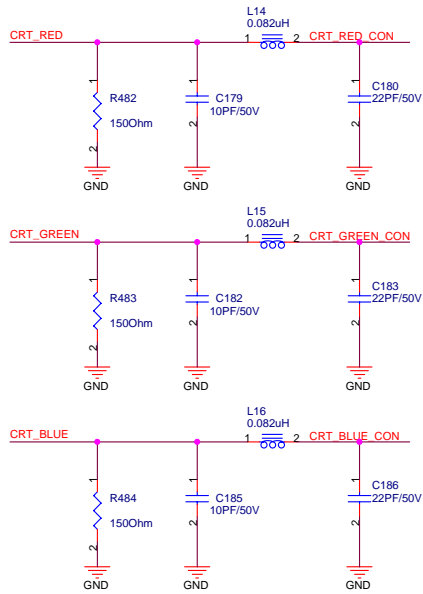 L14
0.082uH
CRT_RED
1
2
CRT_RED_CON
1
R482
150Ohm
2
GND
1
C179
10PF/50V
2
GND
1
C180
22PF/50V
2
GND
L15
0.082uH
CRT_GREEN
1
2
CRT_GREEN_CON
1
R483
150Ohm
2
GND
1
C182
10PF/50V
2
GND
1
C183
22PF/50V
2
GND
L16
0.082uH
CRT_BLUE
1
2
CRT_BLUE_CON
1
R484
150Ohm
2
GND
1
C185
10PF/50V
2
GND
1
C186
22PF/50V
2
GND